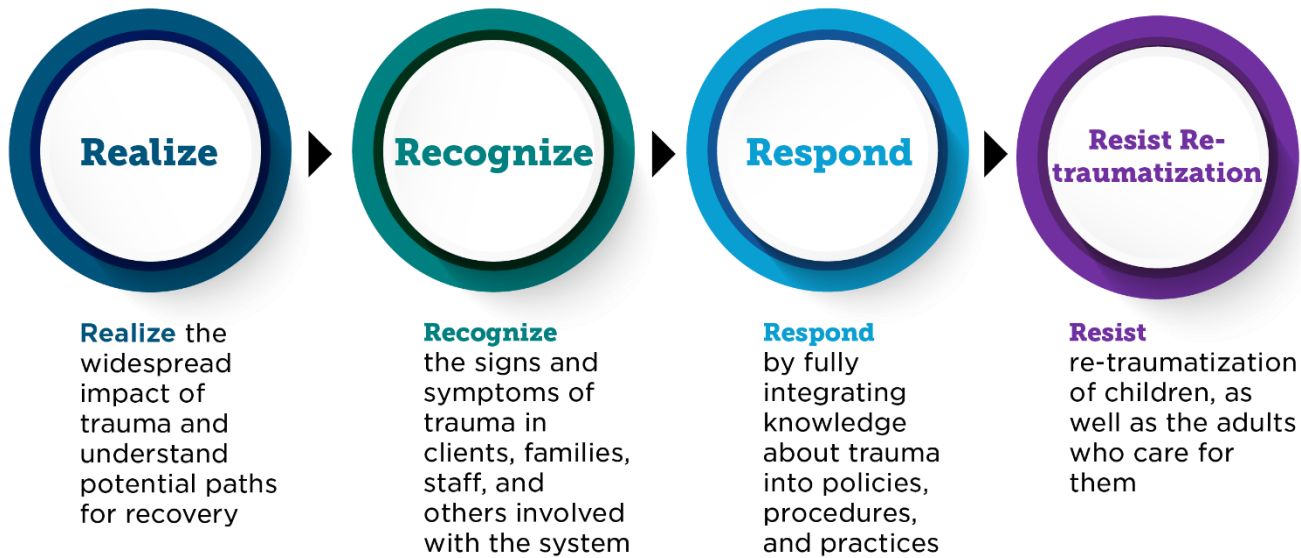 Realize
Recognize
Respond
Resist Re-
traumatization
Realize the
widespread
impact of
trauma and
understand
potential paths
for recovery
Recognize
the signs and
symptoms of
trauma in
clients, families,
staff, and
others involved
with the system
Respond
by fully
integrating
knowledge
about trauma
into policies,
procedures,
and practices
Resist
re-traumatization
of children, as
well as the adults
who care for
them